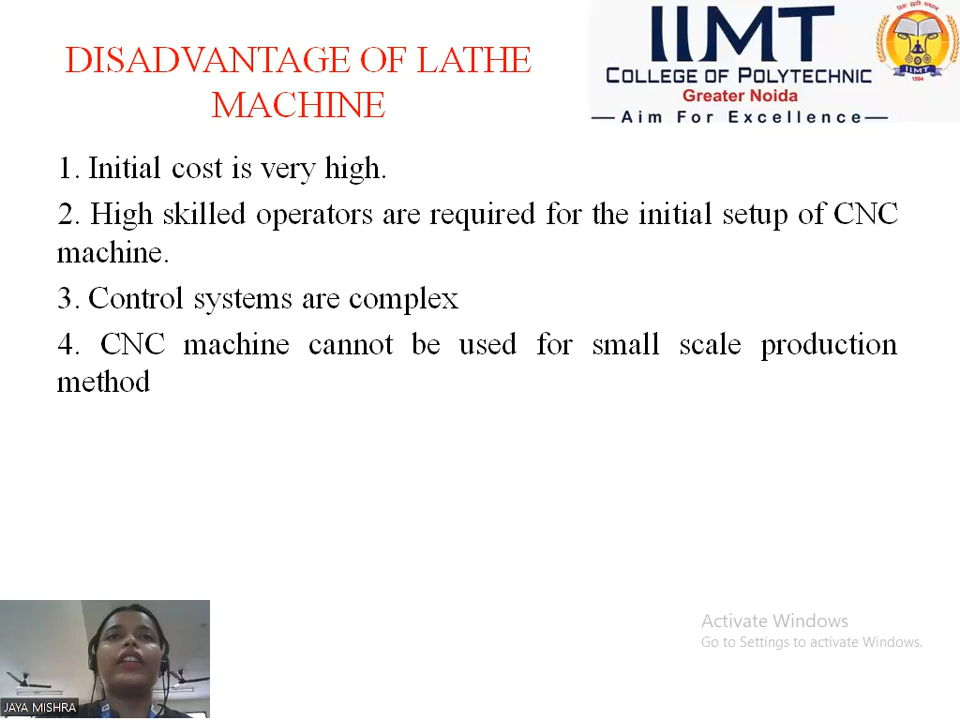 DISADVANTAGE OF LATHE
MACHINE
IIMT
COLLEGE OF POLYTECHNIC
Greater Noida
Aim For Excellence
IIMT
1994
1. Initial cost is very high.
2. High skilled operators are required for the initial setup of CNC
machine.
3. Control systems are complex
4. CNC machine cannot be used for small scale production
method
Activate Windows
Go to Settings to activate Windows.
JAYA MISHRA